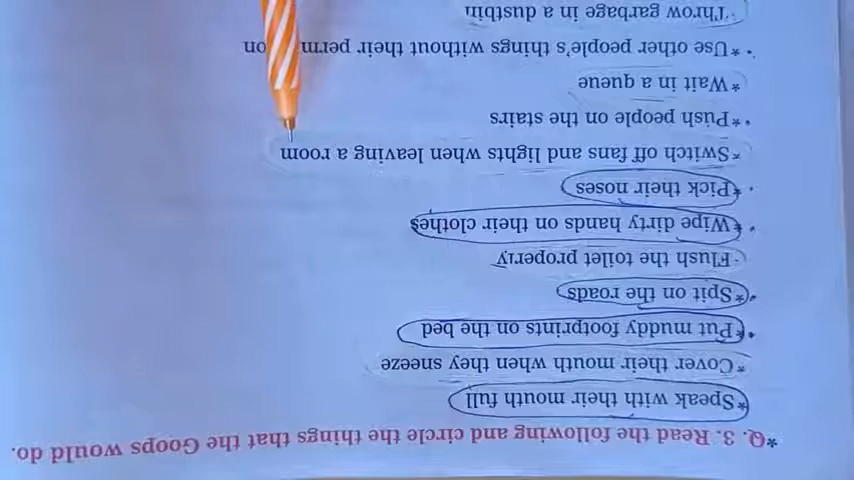 *Q. 3. Read the following and circle the things that the Goops would do.
*Speak with their mouth full
*Cover their mouth when they sneeze
*Put muddy footprints on the bed
*Spit on the roads
Flush the toilet properly
*Wipe dirty hands on their clothes
*Pick their noses
*Switch off fans and lights when leaving a room
*Push people on the stairs
*Wait in a queue
*Use other people's things without their perm on
Throw garbage in a dustbin